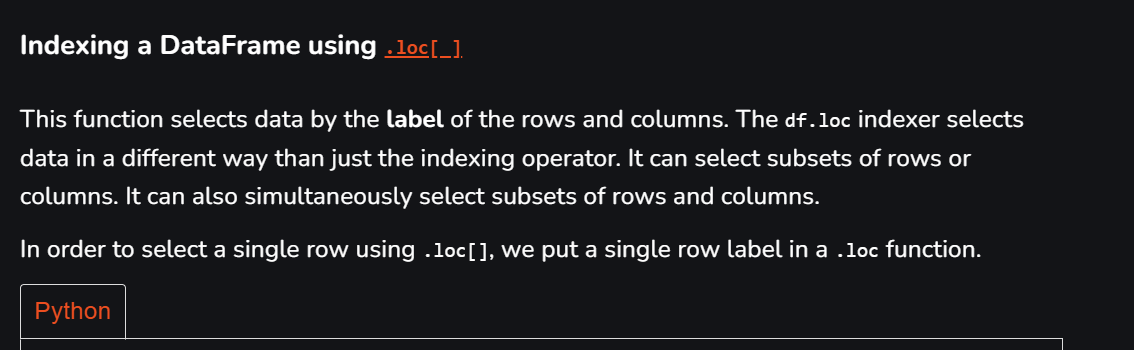 Indexing a DataFrame using .loc[ ]
This function selects data by the label of the rows and columns. The df.loc indexer selects
data in a different way than just the indexing operator. It can select subsets of rows or
columns. It can also simultaneously select subsets of rows and columns.
In order to select a single row using .loc[], we put a single row label in a .loc function.
Python